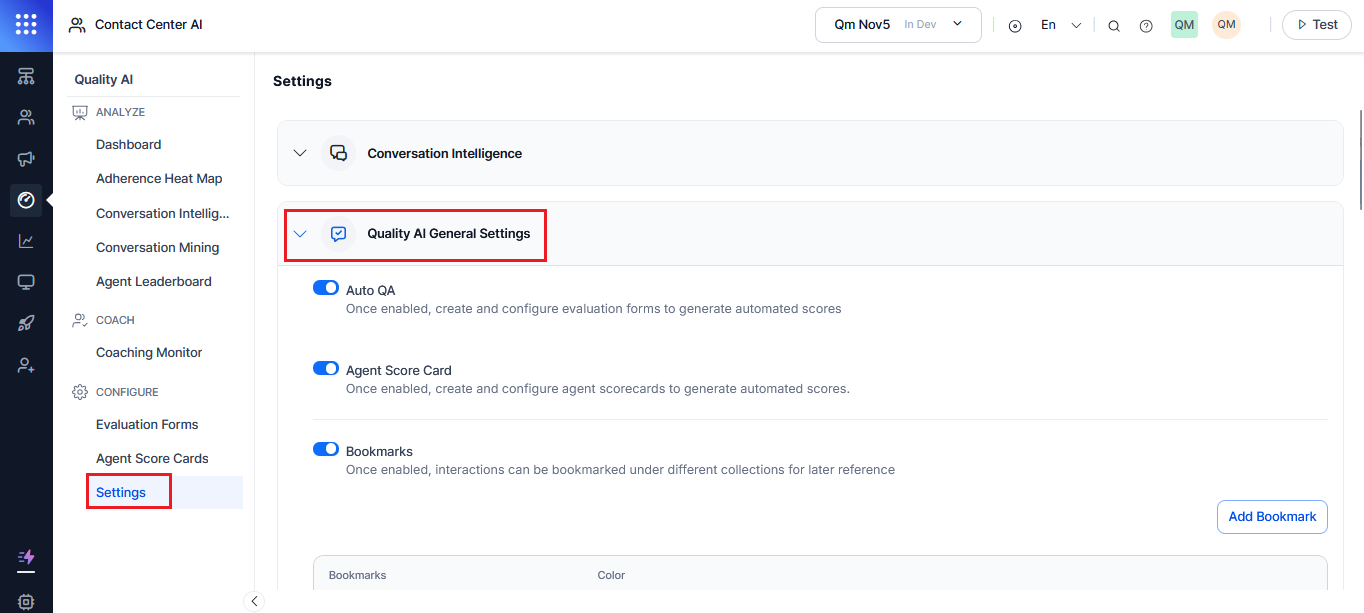 Contact Center AI
Qm Nov5 In Dev
En
QM
QM
Test
Quality AI
ANALYZE
Dashboard
Adherence Heat Map
Conversation Intellig...
Conversation Mining
Agent Leaderboard
COACH
Coaching Monitor
CONFIGURE
Evaluation Forms
Agent Score Cards
Settings
Settings
Conversation Intelligence
Quality AI General Settings
Auto QA
Once enabled, create and configure evaluation forms to generate automated scores
Agent Score Card
Once enabled, create and configure agent scorecards to generate automated scores.
Bookmarks
Once enabled, interactions can be bookmarked under different collections for later reference
Add Bookmark
Bookmarks Color